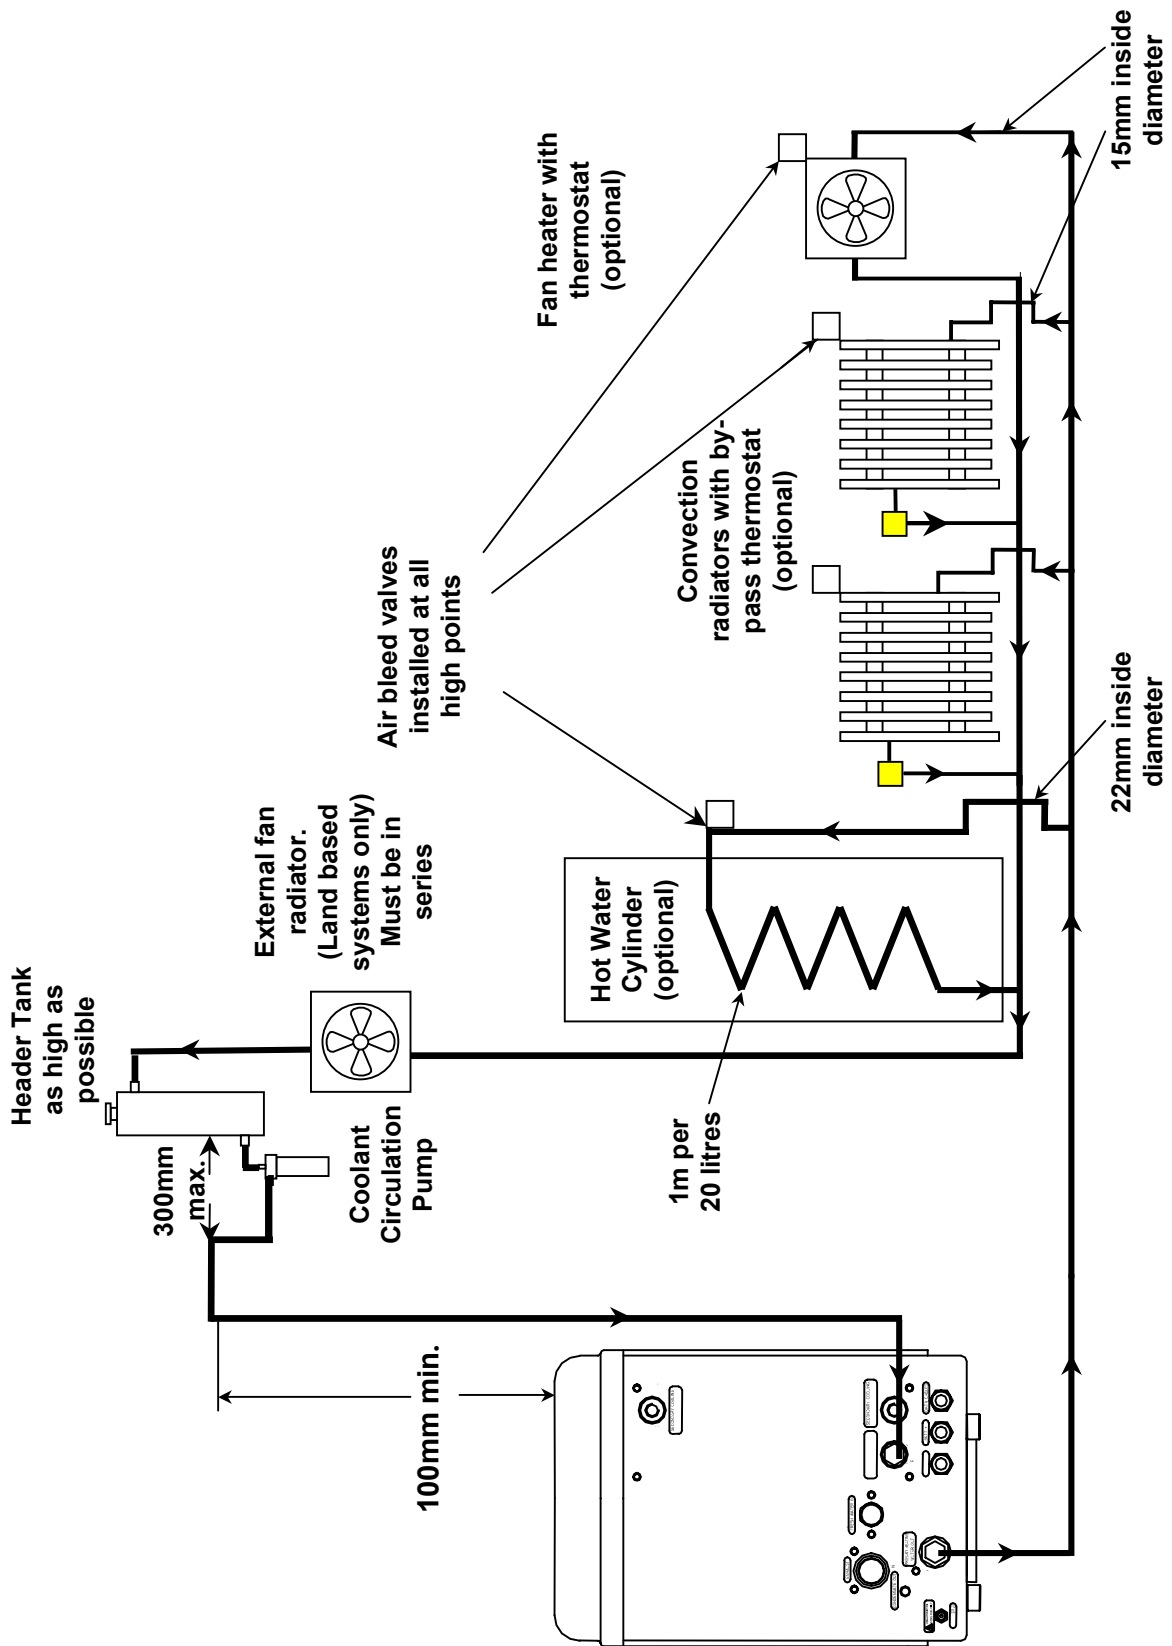 Header Tank
as high as
possible
300mm
max.
Coolant
Circulation
Pump
External fan
radiator.
(Land based
systems only)
Must be in
series
Air bleed valves
installed at all
high points
Fan heater with
thermostat
(optional)
Convection
radiators with by-
pass thermostat
(optional)
Hot Water
Cylinder
(optional)
1m per
20 litres
100mm min.
22mm inside
diameter
15mm inside
diameter